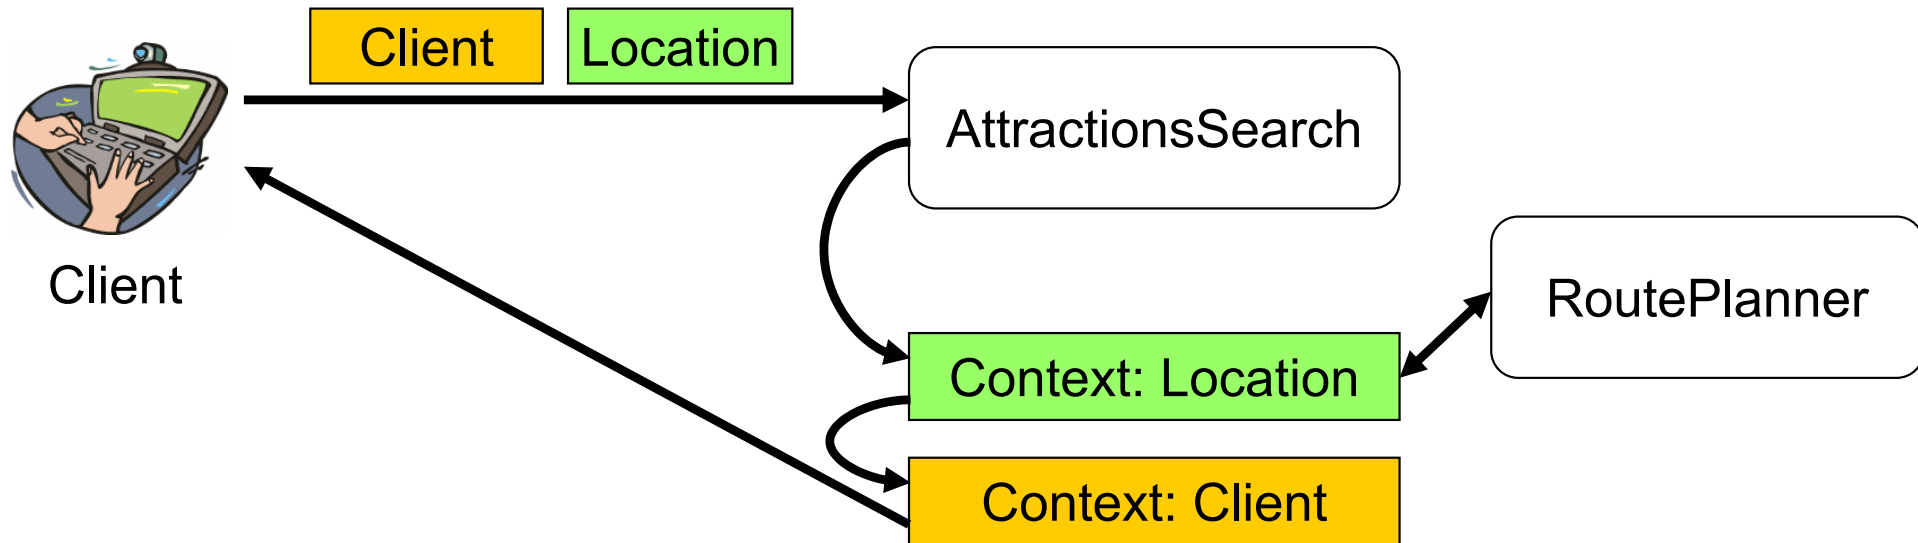 Client
Location
AttractionsSearch
Client
RoutePlanner
Context: Location
Context: Client